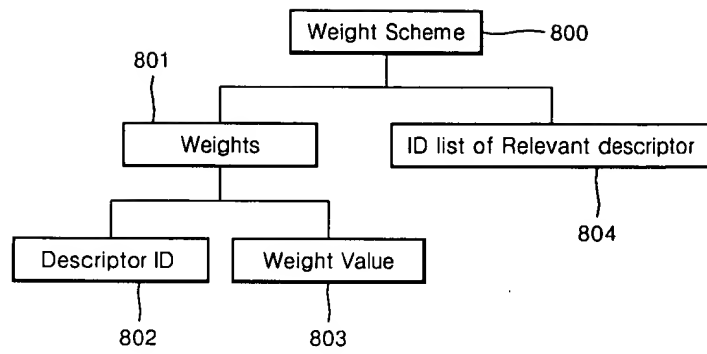 Weight Scheme
800
801
Weights
ID list of Relevant descriptor
804
Descriptor ID
Weight Value
802
803